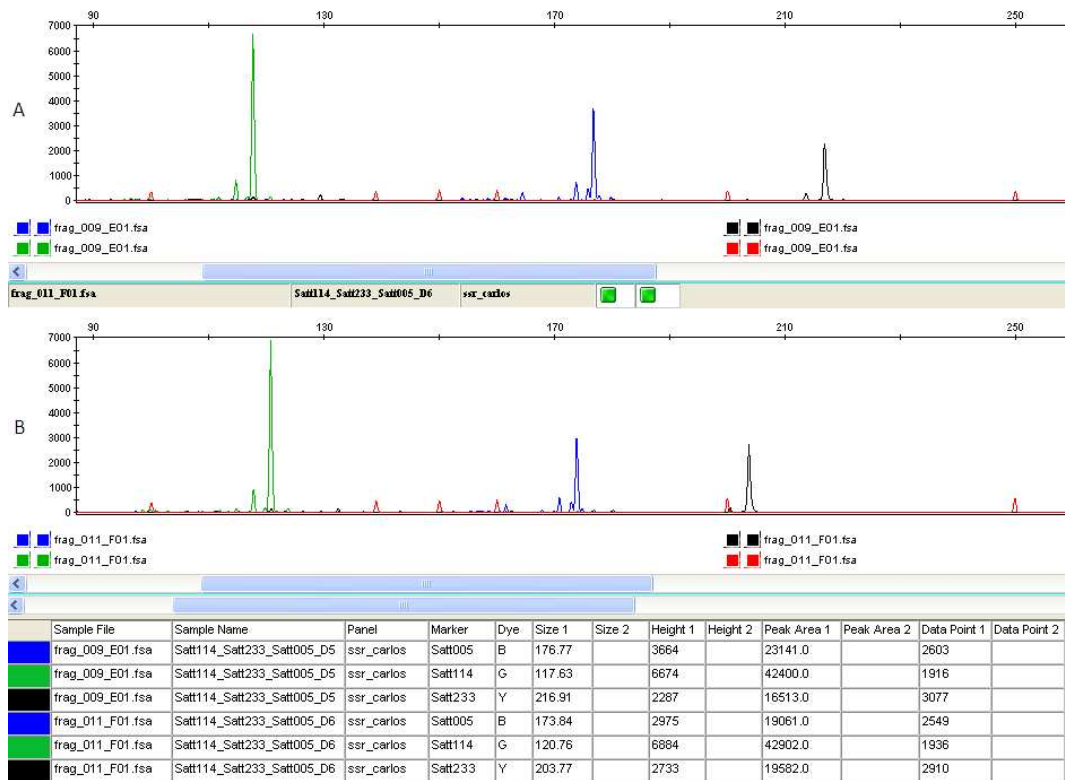 90 130 170 210 250
7000
6000
5000
4000
3000
2000
1000
0
A
frag_009_E01.fsa frag_009_E01.fsa
frag_009_E01.fsa frag_009_E01.fsa
frag_011_F01.fsa Satt114_Satt233_Satt005_D6 ssr_carlos
90 130 170 210 250
7000
6000
5000
4000
3000
2000
1000
0
B
frag_011_F01.fsa frag_011_F01.fsa
frag_011_F01.fsa frag_011_F01.fsa
Sample File Sample Name Panel Marker Dye Size 1 Size 2 Height 1 Height 2 Peak Area 1 Peak Area 2 Data Point 1 Data Point 2
frag_009_E01.fsa Satt114_Satt233_Satt005_D5 ssr_carlos Satt005 B 176.77 3664 23141.0 2603
frag_009_E01.fsa Satt114_Satt233_Satt005_D5 ssr_carlos Satt114 G 117.63 6674 42400.0 1916
frag_009_E01.fsa Satt114_Satt233_Satt005_D5 ssr_carlos Satt233 Y 216.91 2287 16513.0 3077
frag_011_F01.fsa Satt114_Satt233_Satt005_D6 ssr_carlos Satt005 B 173.84 2975 19061.0 2549
frag_011_F01.fsa Satt114_Satt233_Satt005_D6 ssr_carlos Satt114 G 120.76 6884 42902.0 1936
frag_011_F01.fsa Satt114_Satt233_Satt005_D6 ssr_carlos Satt233 Y 203.77 2733 19582.0 2910